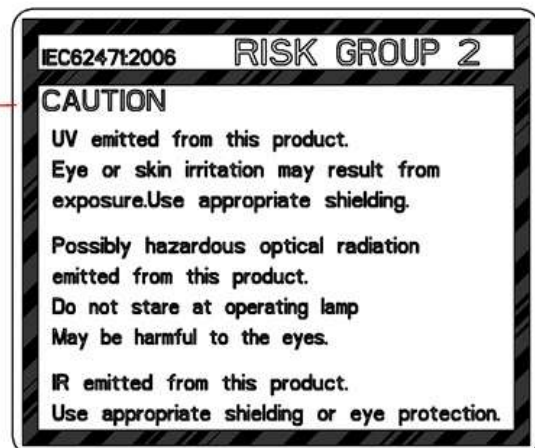 IEC62471:2006 RISK GROUP 2
CAUTION
UV emitted from this product.
Eye or skin irritation may result from
exposure.Use appropriate shielding.
Possibly hazardous optical radiation
emitted from this product.
Do not stare at operating lamp
May be harmful to the eyes.
IR emitted from this product.
Use appropriate shielding or eye protection.